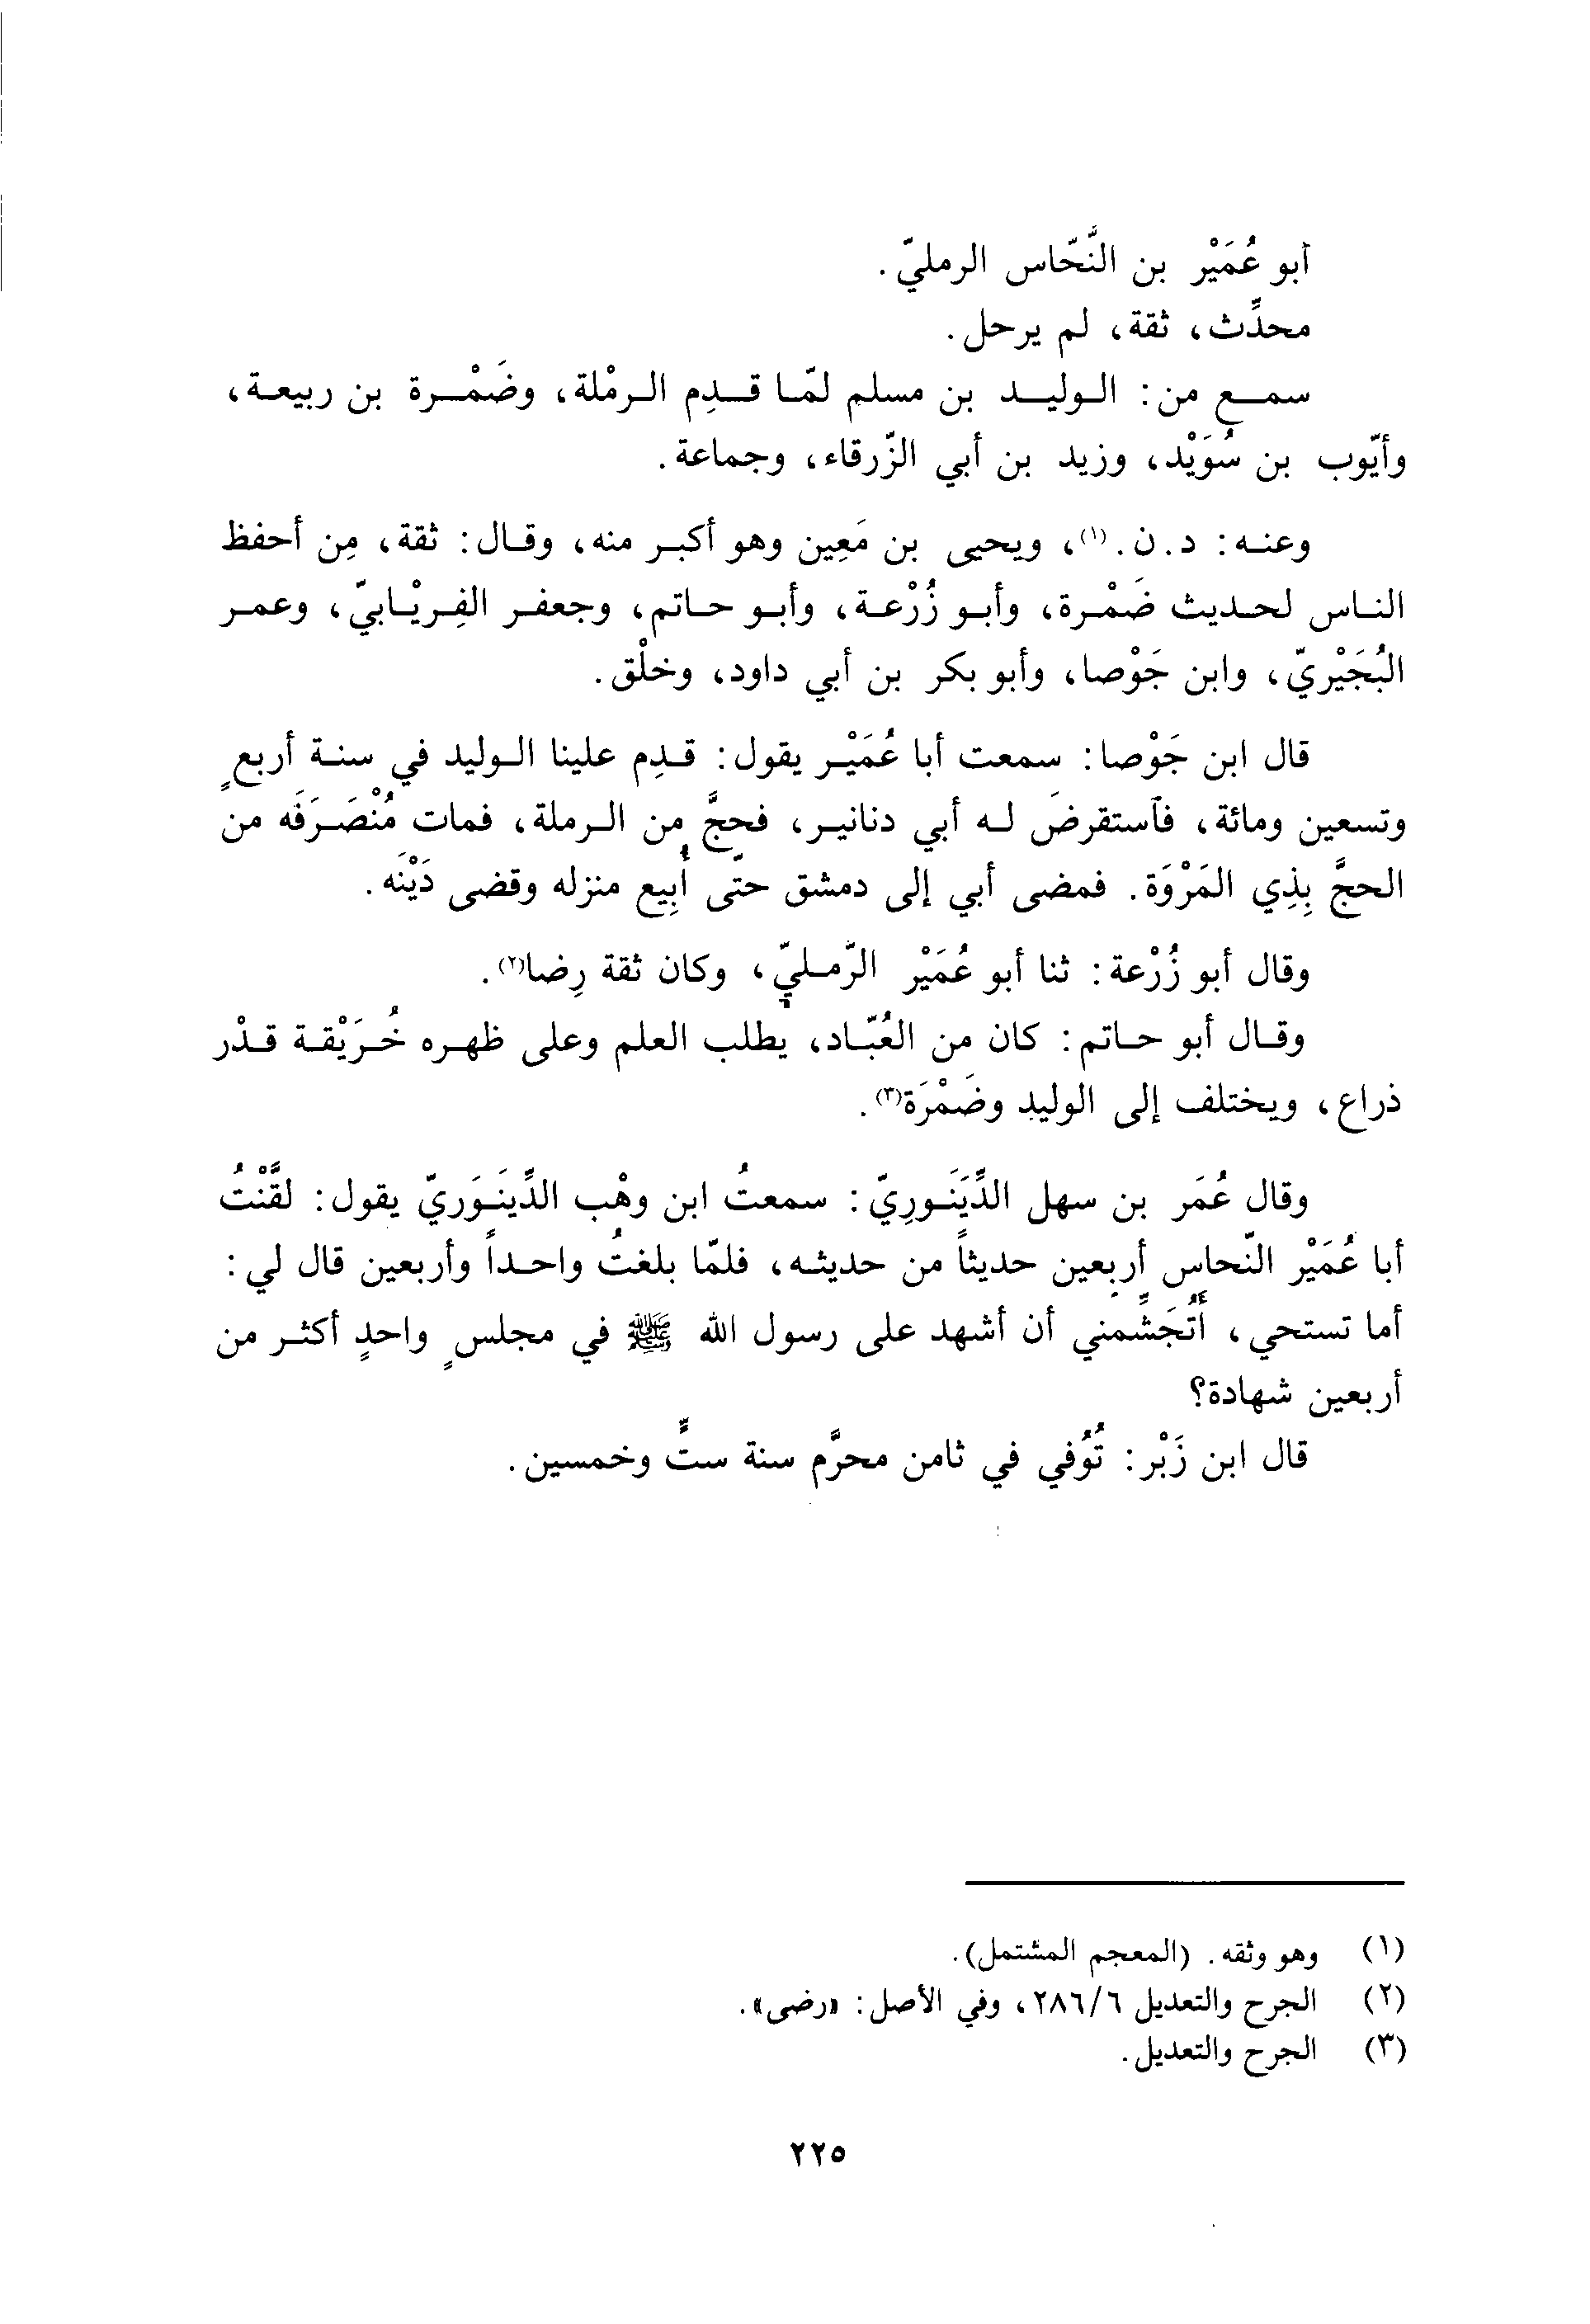 أبو عُمَيْر بن النَّحّاس الرمليّ.
محدِّث، ثقة، لم يرحل.
سمع من: الوليد بن مسلم لمّا قدِم الرمْلة، وضَمْرة بن ربيعة،
وأيّوب بن سُوَيْد، وزيد بن أبي الزّرقاء، وجماعة.
وعنه: د. ن.(١)، ويحيى بن مَعِين وهو أكبر منه، وقال: ثقة، مِن أحفظ
الناس لحديث ضَمْرة، وأبو زُرْعة، وأبو حاتم، وجعفر الفِريْابيّ، وعمر
البُجَيْريّ، وابن جَوْصا، وأبو بكر بن أبي داود، وخلْق.
قال ابن جَوْصا: سمعت أبا عُمَيْر يقول: قدِم علينا الوليد في سنة أربعٍ
وتسعين ومائة، فاستقرضَ له أبي دنانير، فحجَّ من الرملة، فمات مُنْصَرَفَه من
الحجَّ بِذِي المَرْوَة. فمضى أبي إلى دمشق حتّى أُبِيع منزله وقضى دَيْنَه.
وقال أبو زُرْعة: ثنا أبو عُمَيْر الرّمليّ، وكان ثقة رِضا(٢).
وقال أبو حاتم: كان من العُبّاد، يطلب العلم وعلى ظهره خُرَيْقة قدْر
ذراع، ويختلف إلى الوليد وضَمْرَة(٣).
وقال عُمَر بن سهل الدَِّيَنَورِيّ: سمعتُ ابن وهْب الدِّينَوَريّ يقول: لقَّنْتُ
أبا عُمَيْر النّحاس أربعين حديثاً من حديثه، فلمّا بلغتُ واحداً وأربعين قال لي:
أما تستحي، أَتُجَشِّمني أن أشهد على رسول الله ﷺ في مجلسٍ واحدٍ أكثر من
أربعين شهادة؟
قال ابن زَبْر: تُوُفي في ثامن محرَّم سنة ستٍّ وخمسين.
(١) وهو وثقه. (المعجم المشتمل).
(٢) الجرح والتعديل ٢٨٦/٦، وفي الأصل: «رضى».
(٣) الجرح والتعديل.
٢٢٥